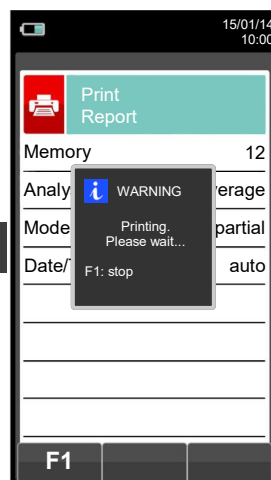 15/01/14
10:00
Print
Report
Memory 12
Analy verage
Mode partial
Date/ auto
i WARNING
Printing.
Please wait...
F1: stop
F1